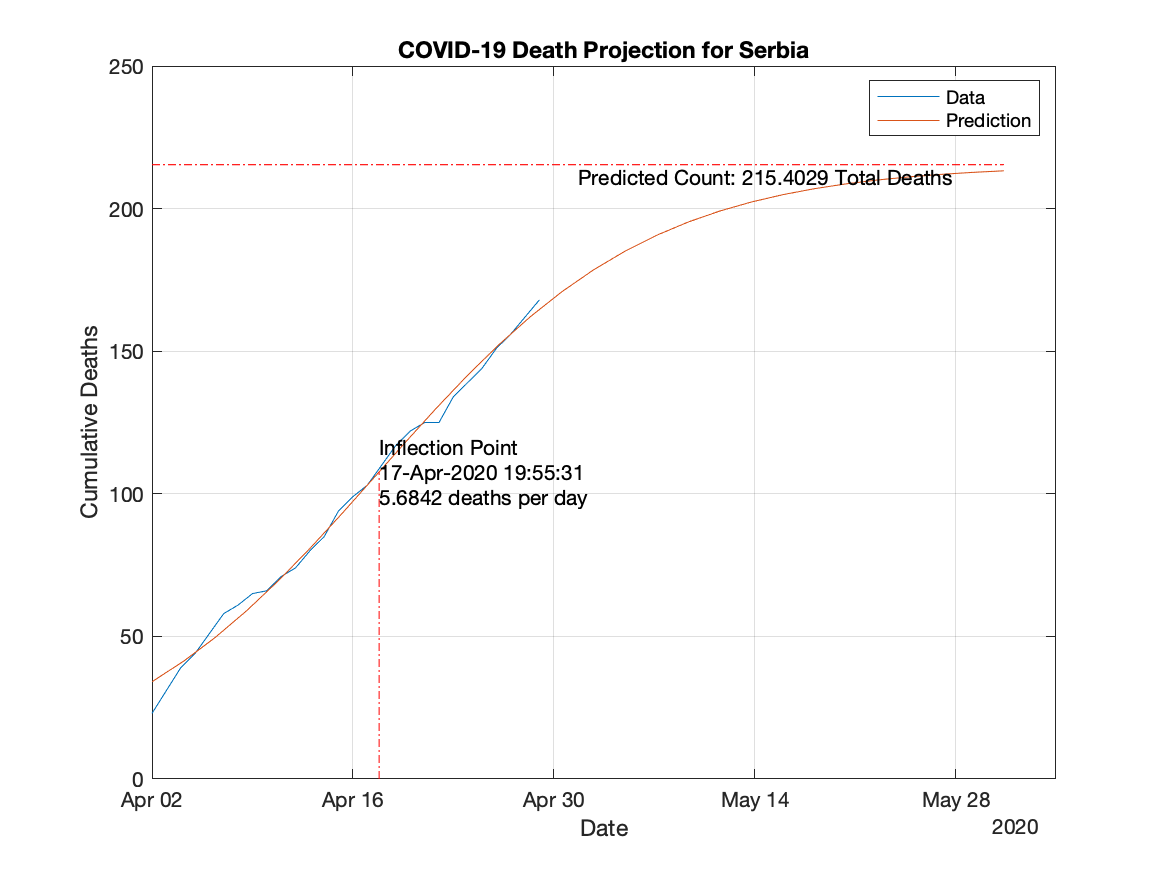 COVID-19 Death Projection for Serbia
250
200
150
100
50
0
Cumulative Deaths
Data
Prediction
Predicted Count: 215.4029 Total Deaths
Inflection Point
17-Apr-2020 19:55:31
5.6842 deaths per day
Apr 02 Apr 16 Apr 30 May 14 May 28
Date
2020